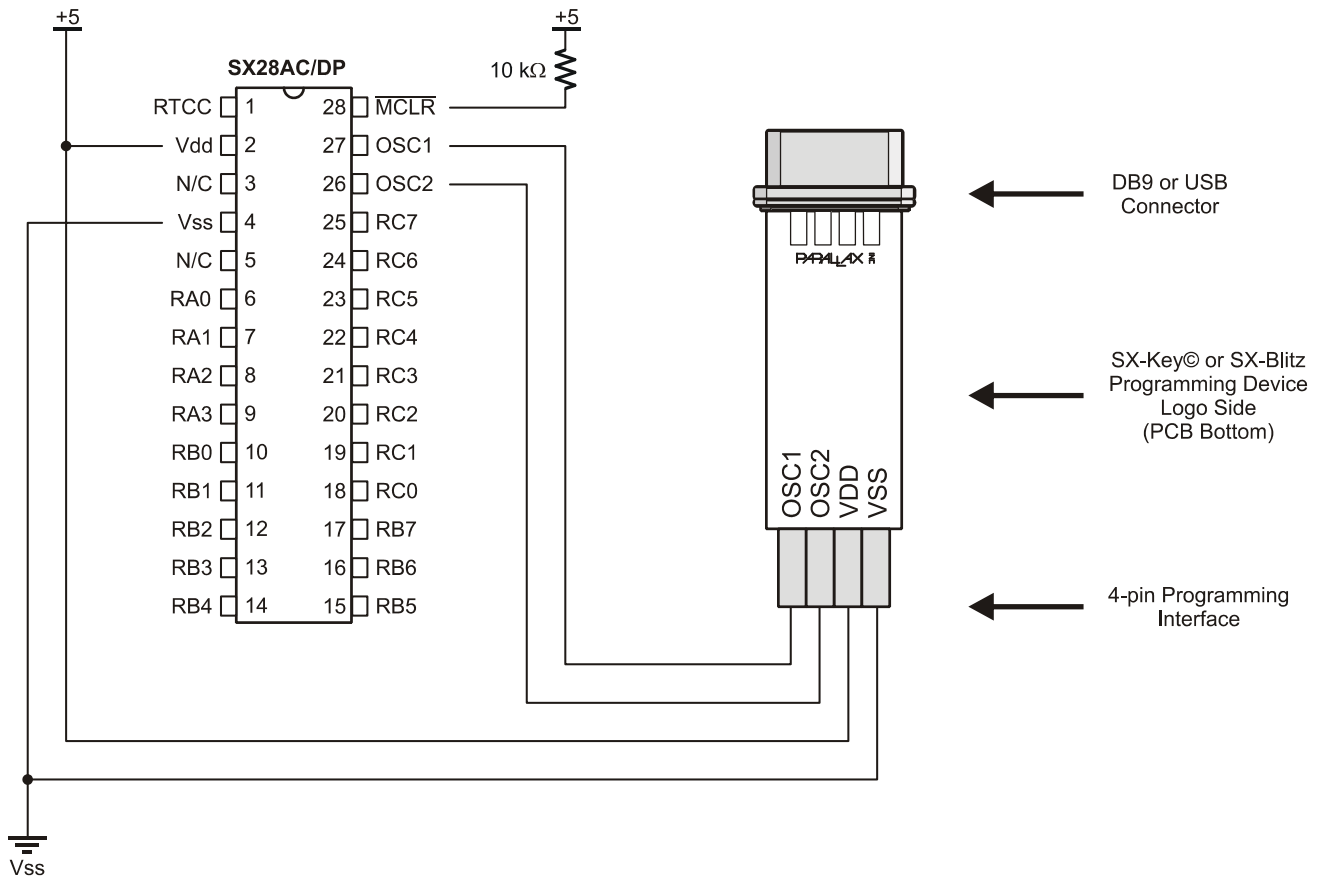 +5
+5
10 kΩ
SX28AC/DP
RTCC 1 28 MCLR
Vdd 2 27 OSC1
N/C 3 26 OSC2
Vss 4 25 RC7
N/C 5 24 RC6
RA0 6 23 RC5
RA1 7 22 RC4
RA2 8 21 RC3
RA3 9 20 RC2
RB0 10 19 RC1
RB1 11 18 RC0
RB2 12 17 RB7
RB3 13 16 RB6
RB4 14 15 RB5
Vss
PARALLAX
OSC1
OSC2
VDD
VSS
DB9 or USB
Connector
SX-Key© or SX-Blitz
Programming Device
Logo Side
(PCB Bottom)
4-pin Programming
Interface